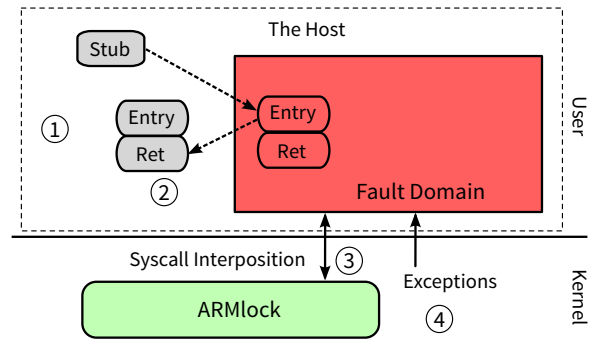 The Host
Stub
Entry
Ret
Entry
Ret
①
②
Fault Domain
User
Syscall Interposition
③
Exceptions
④
ARMlock
Kernel